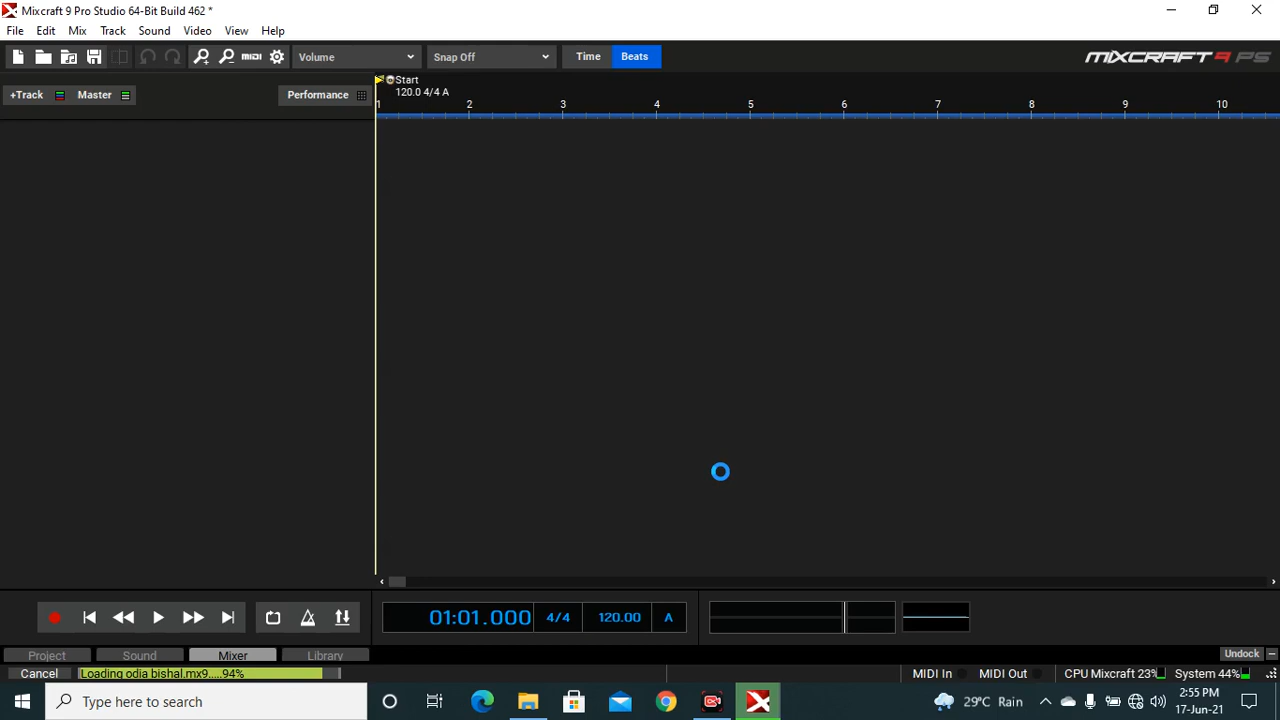 Mixcraft 9 Pro Studio 64-Bit Build 462 *
File Edit Mix Track Sound Video View Help
MIDI Volume Snap Off Time Beats MIXCRAFT 9 PS
+Track Master Performance
Start
120.0 4/4 A
1 2 3 4 5 6 7 8 9 10
01:01.000 4/4 120.00 A
Project Sound Mixer Library Undock
Cancel Loading odia bishal.mx9.....94% MIDI In MIDI Out CPU Mixcraft 23% System 44%
Type here to search 29°C Rain 2:55 PM
17-Jun-21